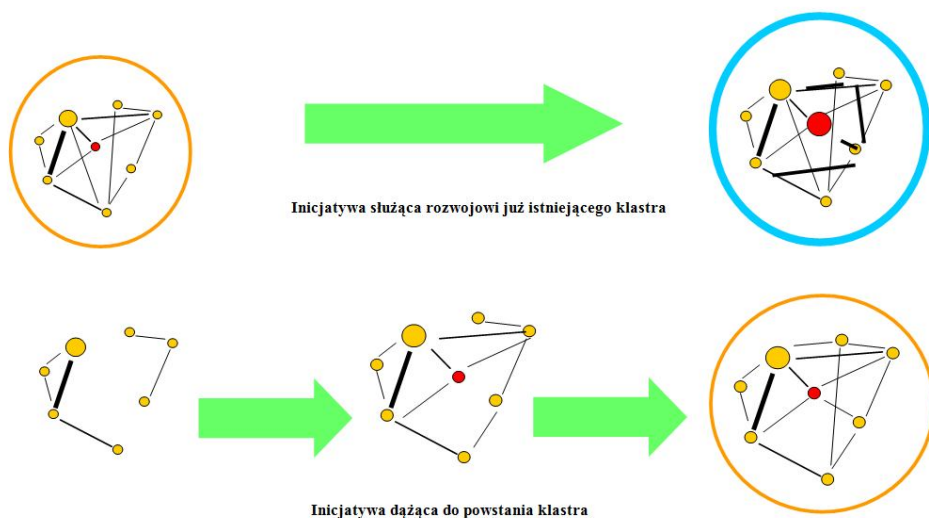 Inicjatywa służąca rozwojowi już istniejącego klastra
Inicjatywa dążąca do powstania klastra